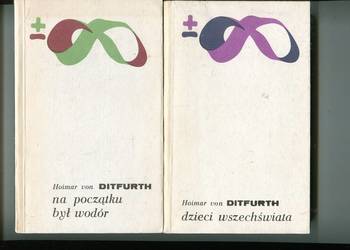 Hoimar von DITFURTH
na początku
był wodór
Hoimar von DITFURTH
dzieci wszechświata